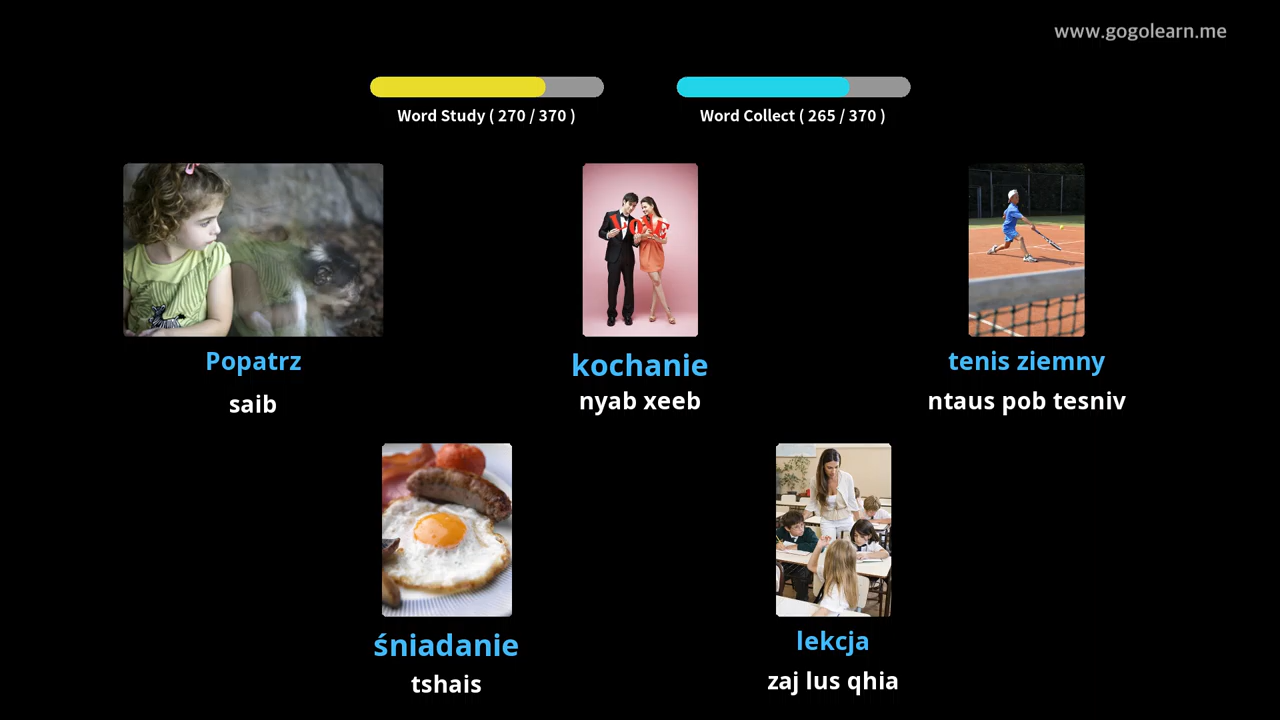 www.gogolearn.me
Word Study ( 270 / 370 )
Word Collect ( 265 / 370 )
LOVE
Popatrz
saib
kochanie
nyab xeeb
tenis ziemny
ntaus pob tesniv
śniadanie
tshais
lekcja
zaj lus qhia